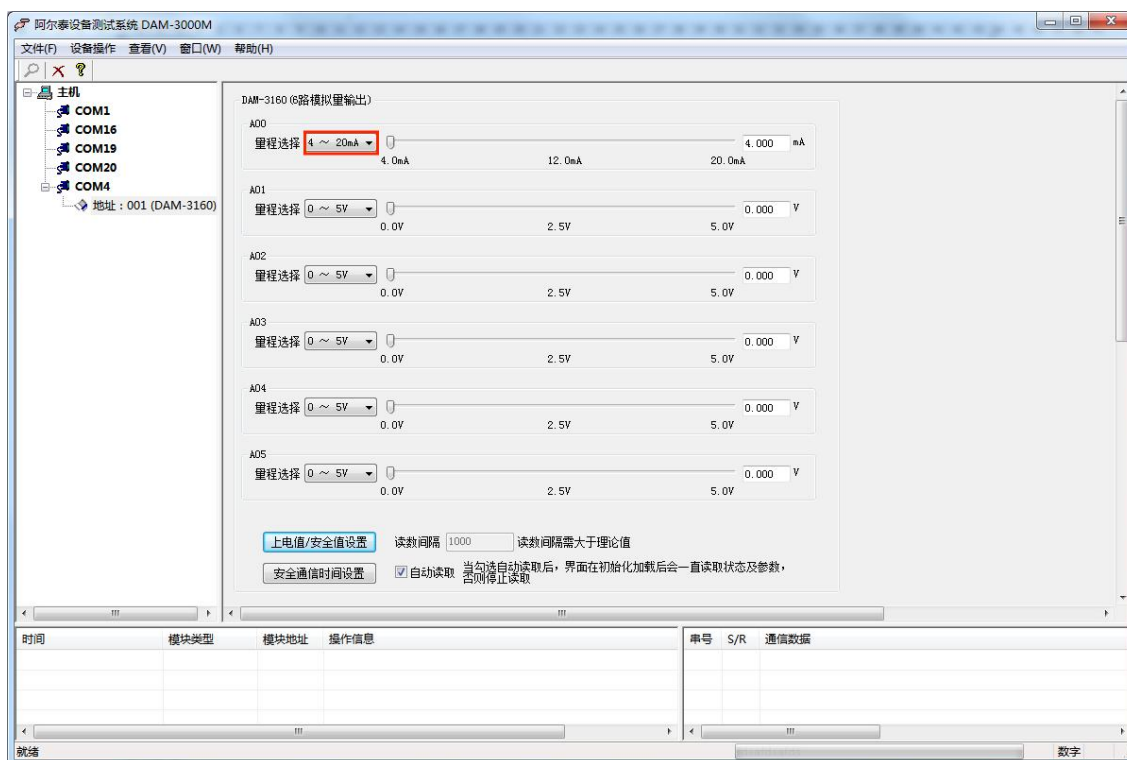 阿尔泰设备测试系统 DAM-3000M
文件(F) 设备操作 查看(V) 窗口(W) 帮助(H)
主机
COM1
COM16
COM19
COM20
COM4
地址：001 (DAM-3160)
DAM-3160(6路模拟量输出)
AO0
量程选择 4 ～ 20mA 4.000 mA
4.0mA 12.0mA 20.0mA
AO1
量程选择 0 ～ 5V 0.000 V
0.0V 2.5V 5.0V
AO2
量程选择 0 ～ 5V 0.000 V
0.0V 2.5V 5.0V
AO3
量程选择 0 ～ 5V 0.000 V
0.0V 2.5V 5.0V
AO4
量程选择 0 ～ 5V 0.000 V
0.0V 2.5V 5.0V
AO5
量程选择 0 ～ 5V 0.000 V
0.0V 2.5V 5.0V
上电值/安全值设置 读数间隔 1000 读数间隔需大于理论值
安全通信时间设置 自动读取 当勾选自动读取后，界面在初始化加载后会一直读取状态及参数，
否则停止读取
时间 模块类型 模块地址 操作信息 串号 S/R 通信数据
就绪 数字